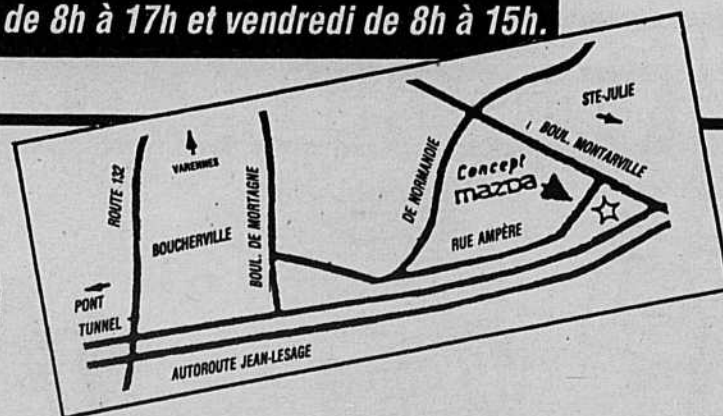 de 8h à 17h et vendredi de 8h à 15h.
STE-JULIE
BOUL. MONTARVILLE
VARENNES
ROUTE 132
BOUCHERVILLE
BOUL. DE MORTAGNE
DE NORMANDIE
Concept
mazda
RUE AMPÈRE
PONT
TUNNEL
AUTOROUTE JEAN-LESAGE